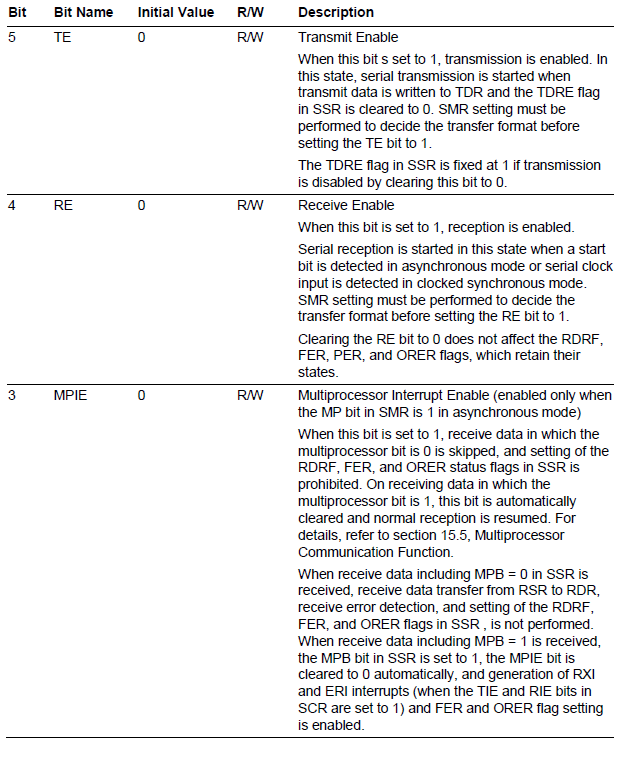 Bit Bit Name Initial Value R/W Description
5 TE 0 R/W Transmit Enable
When this bit s set to 1, transmission is enabled. In
this state, serial transmission is started when
transmit data is written to TDR and the TDRE flag
in SSR is cleared to 0. SMR setting must be
performed to decide the transfer format before
setting the TE bit to 1.
The TDRE flag in SSR is fixed at 1 if transmission
is disabled by clearing this bit to 0.
4 RE 0 R/W Receive Enable
When this bit is set to 1, reception is enabled.
Serial reception is started in this state when a start
bit is detected in asynchronous mode or serial clock
input is detected in clocked synchronous mode.
SMR setting must be performed to decide the
transfer format before setting the RE bit to 1.
Clearing the RE bit to 0 does not affect the RDRF,
FER, PER, and ORER flags, which retain their
states.
3 MPIE 0 R/W Multiprocessor Interrupt Enable (enabled only when
the MP bit in SMR is 1 in asynchronous mode)
When this bit is set to 1, receive data in which the
multiprocessor bit is 0 is skipped, and setting of the
RDRF, FER, and ORER status flags in SSR is
prohibited. On receiving data in which the
multiprocessor bit is 1, this bit is automatically
cleared and normal reception is resumed. For
details, refer to section 15.5, Multiprocessor
Communication Function.
When receive data including MPB = 0 in SSR is
received, receive data transfer from RSR to RDR,
receive error detection, and setting of the RDRF,
FER, and ORER flags in SSR , is not performed.
When receive data including MPB = 1 is received,
the MPB bit in SSR is set to 1, the MPIE bit is
cleared to 0 automatically, and generation of RXI
and ERI interrupts (when the TIE and RIE bits in
SCR are set to 1) and FER and ORER flag setting
is enabled.